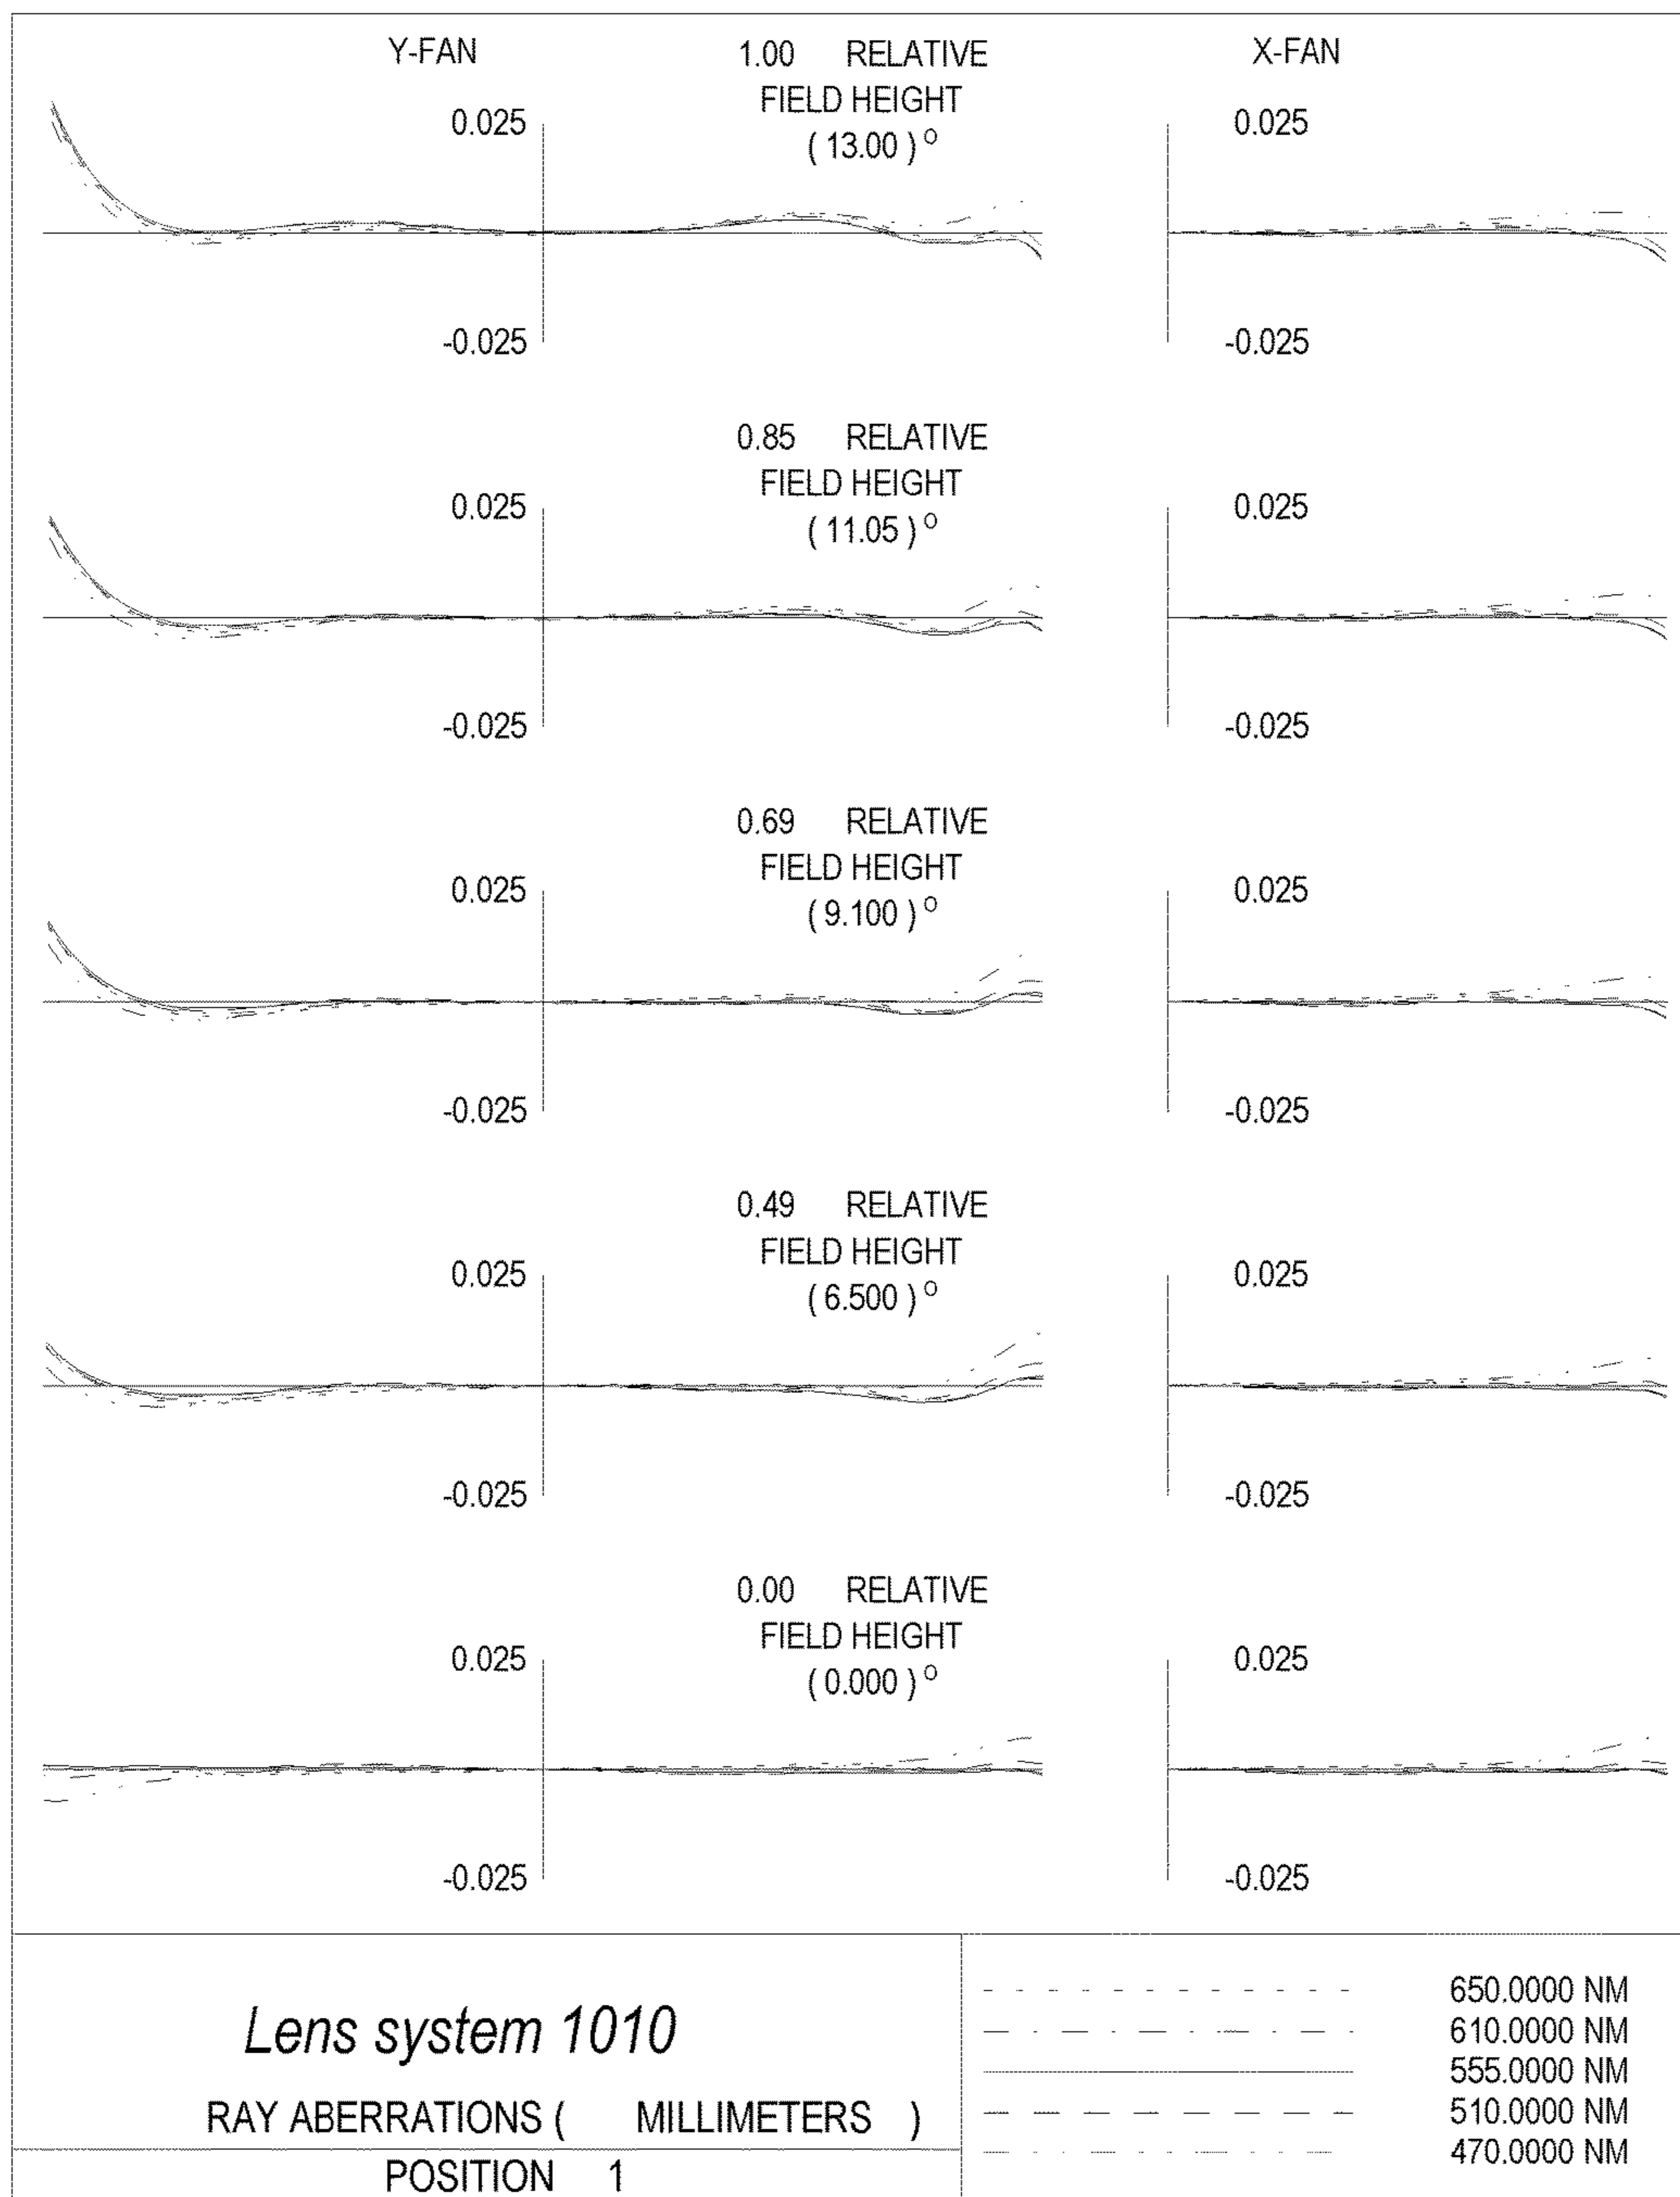 Y-FAN 1.00 RELATIVE X-FAN
FIELD HEIGHT
0.025 ( 13.00 ) O 0.025
-0.025 -0.025
0.85 RELATIVE
FIELD HEIGHT
0.025 ( 11.05 ) O 0.025
-0.025 -0.025
0.69 RELATIVE
FIELD HEIGHT
0.025 ( 9.100 ) O 0.025
-0.025 -0.025
0.49 RELATIVE
FIELD HEIGHT
0.025 ( 6.500 ) O 0.025
-0.025 -0.025
0.00 RELATIVE
FIELD HEIGHT
0.025 ( 0.000 ) O 0.025
-0.025 -0.025
Lens system 1010
RAY ABERRATIONS ( MILLIMETERS )
POSITION 1
650.0000 NM
610.0000 NM
555.0000 NM
510.0000 NM
470.0000 NM